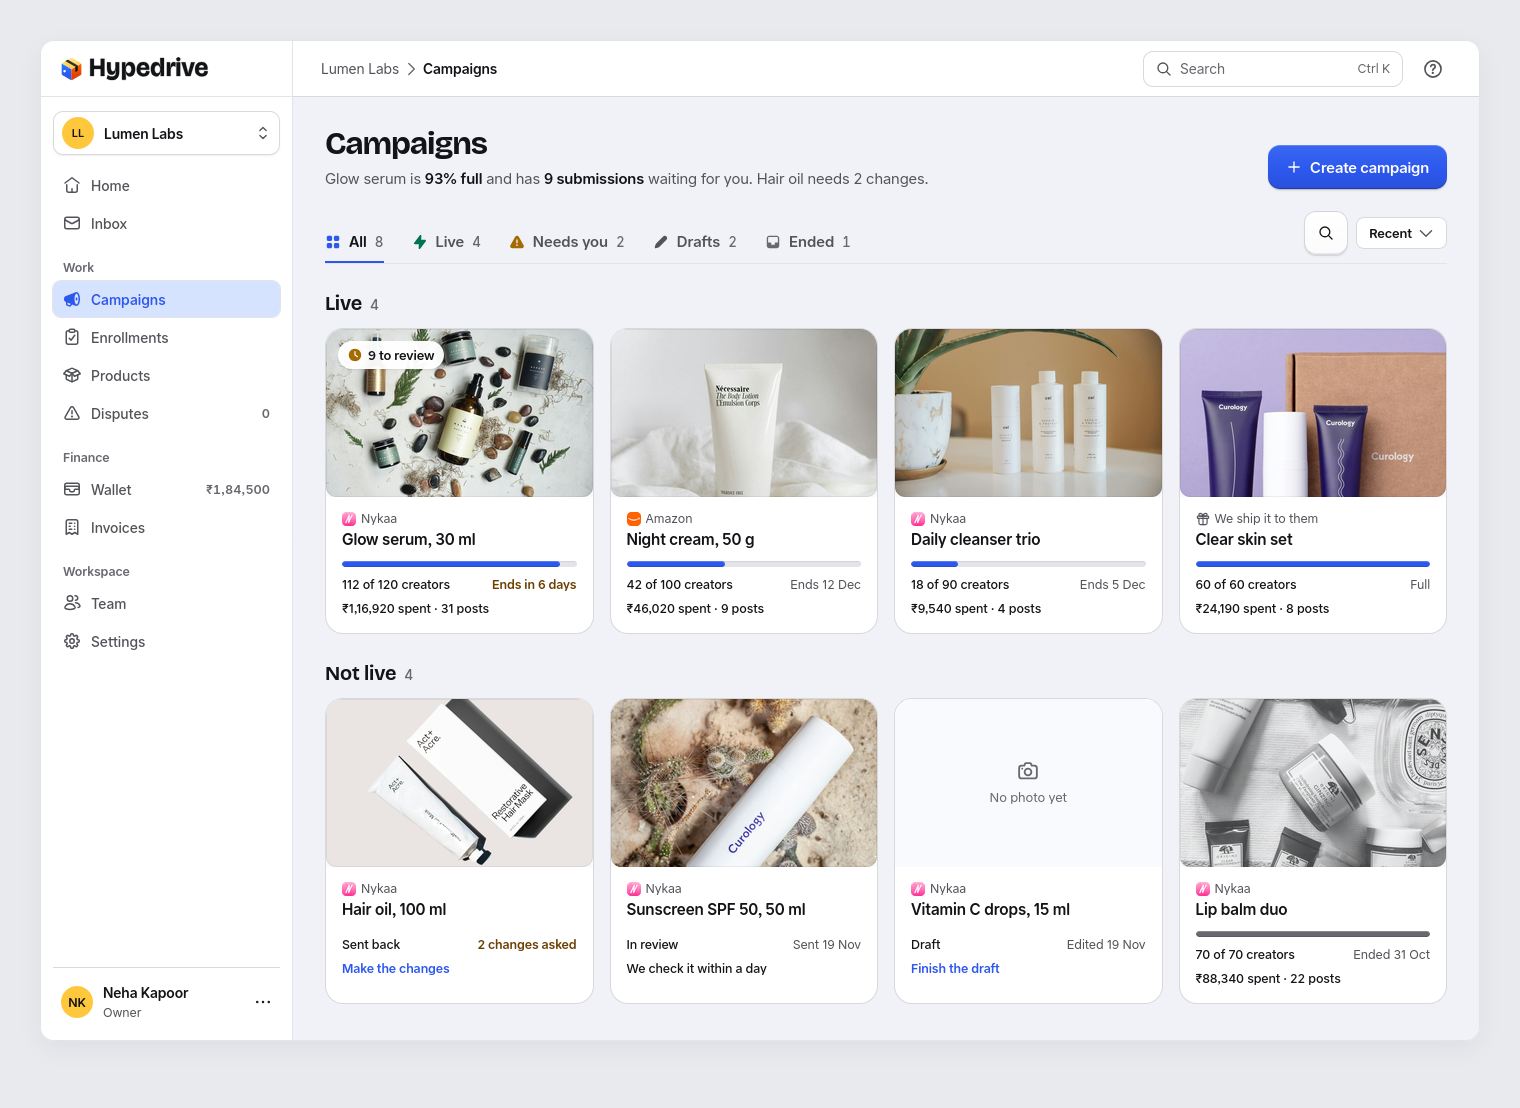 Hypedrive
Lumen Labs
Campaigns
Search
Ctrl K
LL
Lumen Labs
Home
Inbox
Work
Campaigns
Enrollments
Products
Disputes
0
Finance
Wallet
₹1,84,500
Invoices
Workspace
Team
Settings
NK
Neha Kapoor
Owner
Campaigns
Glow serum is 93% full and has 9 submissions waiting for you. Hair oil needs 2 changes.
Create campaign
All 8
Live 4
Needs you 2
Drafts 2
Ended 1
Recent
Live 4
9 to review
Nykaa
Glow serum, 30 ml
112 of 120 creators
Ends in 6 days
₹1,16,920 spent · 31 posts
Nécessaire
The Body Lotion
L'Emulsion Corps
Amazon
Night cream, 50 g
42 of 100 creators
Ends 12 Dec
₹46,020 spent · 9 posts
Nykaa
Daily cleanser trio
18 of 90 creators
Ends 5 Dec
₹9,540 spent · 4 posts
Curology
Curology
Curology
We ship it to them
Clear skin set
60 of 60 creators
Full
₹24,190 spent · 8 posts
Not live 4
Act+
Acre.
Act+
Acre.
Restorative
Hair Mask
Nykaa
Hair oil, 100 ml
Sent back
2 changes asked
Make the changes
Curology
Nykaa
Sunscreen SPF 50, 50 ml
In review
Sent 19 Nov
We check it within a day
No photo yet
Nykaa
Vitamin C drops, 15 ml
Draft
Edited 19 Nov
Finish the draft
Nykaa
Lip balm duo
70 of 70 creators
Ended 31 Oct
₹88,340 spent · 22 posts